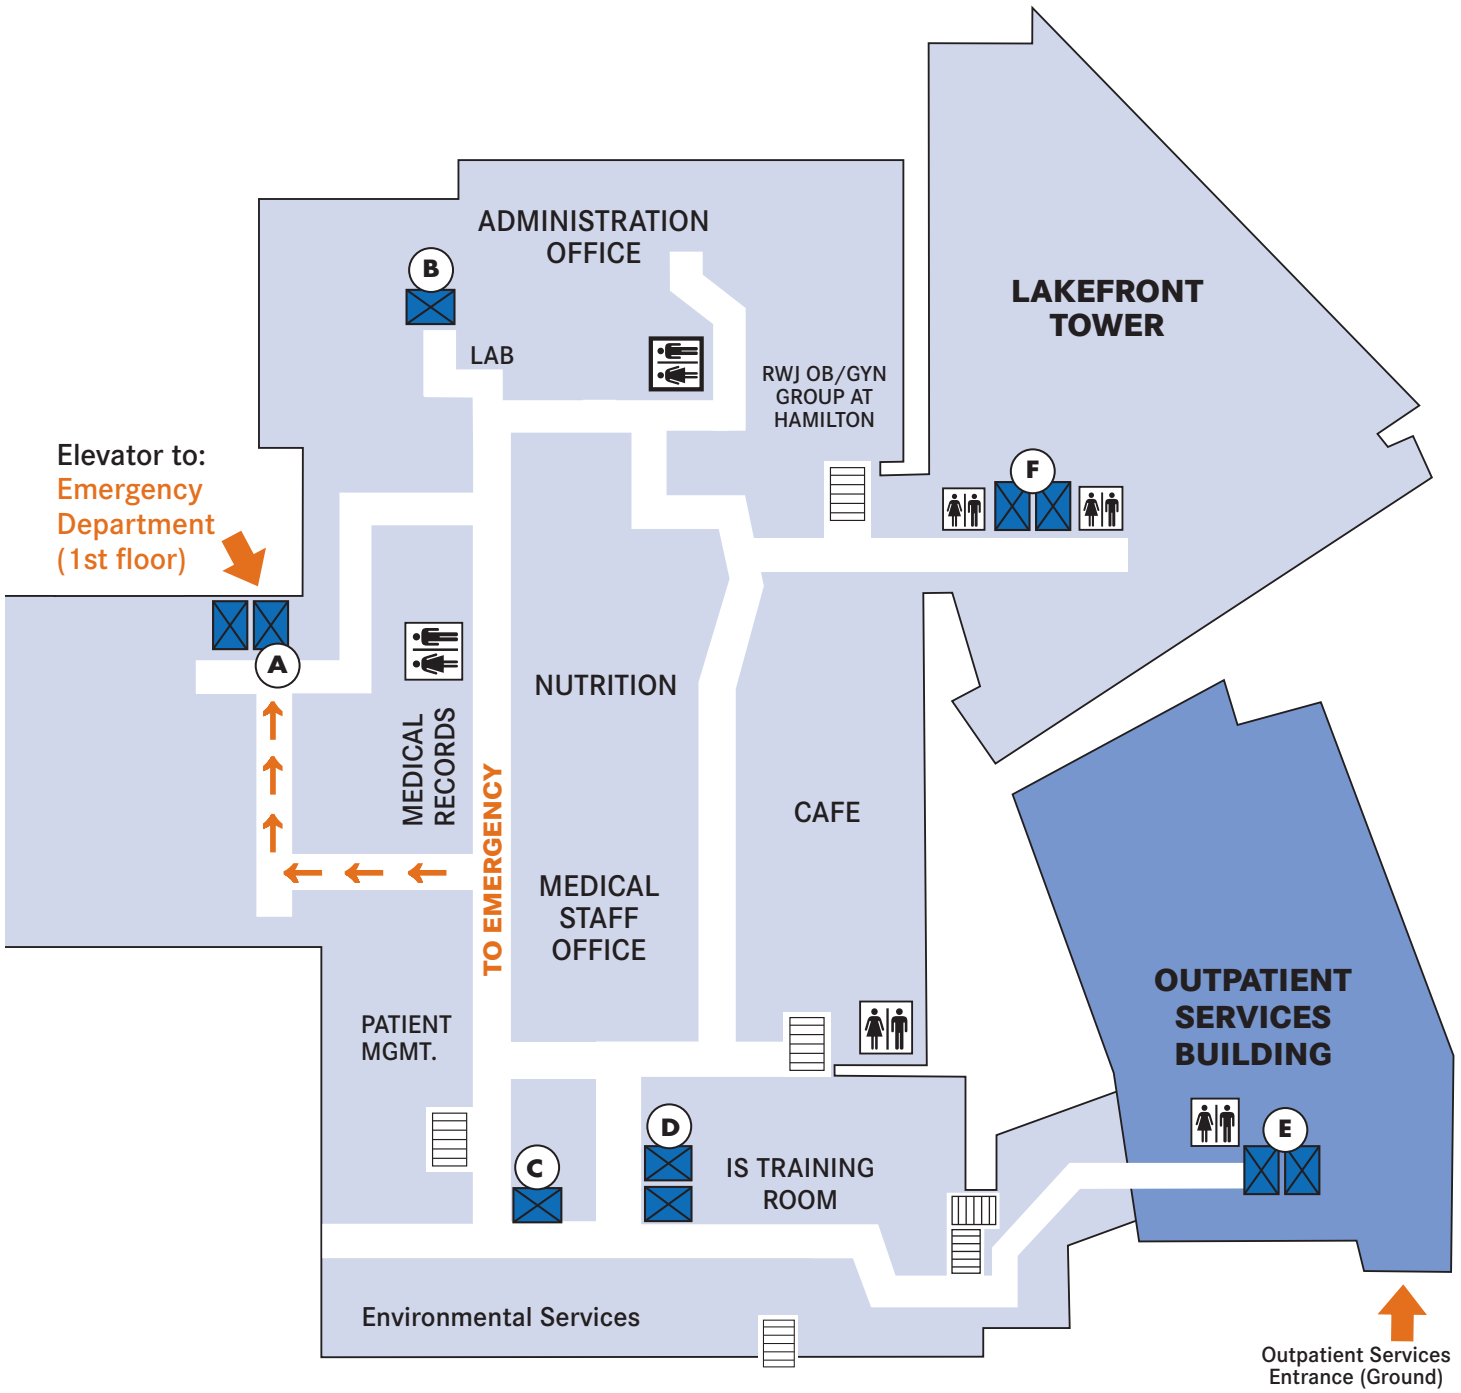 ADMINISTRATION
OFFICE
B
LAB
RWJ OB/GYN
GROUP AT
HAMILTON
LAKEFRONT
TOWER
F
Elevator to:
Emergency
Department
(1st floor)
A
NUTRITION
MEDICAL
RECORDS
TO EMERGENCY
CAFE
MEDICAL
STAFF
OFFICE
PATIENT
MGMT.
OUTPATIENT
SERVICES
BUILDING
E
D
C
IS TRAINING
ROOM
Environmental Services
Outpatient Services
Entrance (Ground)